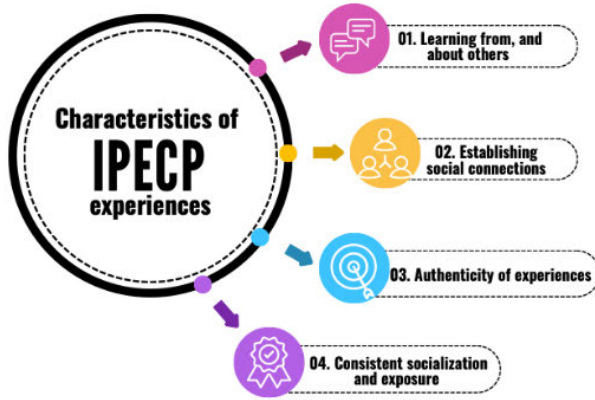 Characteristics of
IPECP
experiences
01. Learning from, and
about others
02. Establishing
social connections
03. Authenticity of experiences
04. Consistent socialization
and exposure